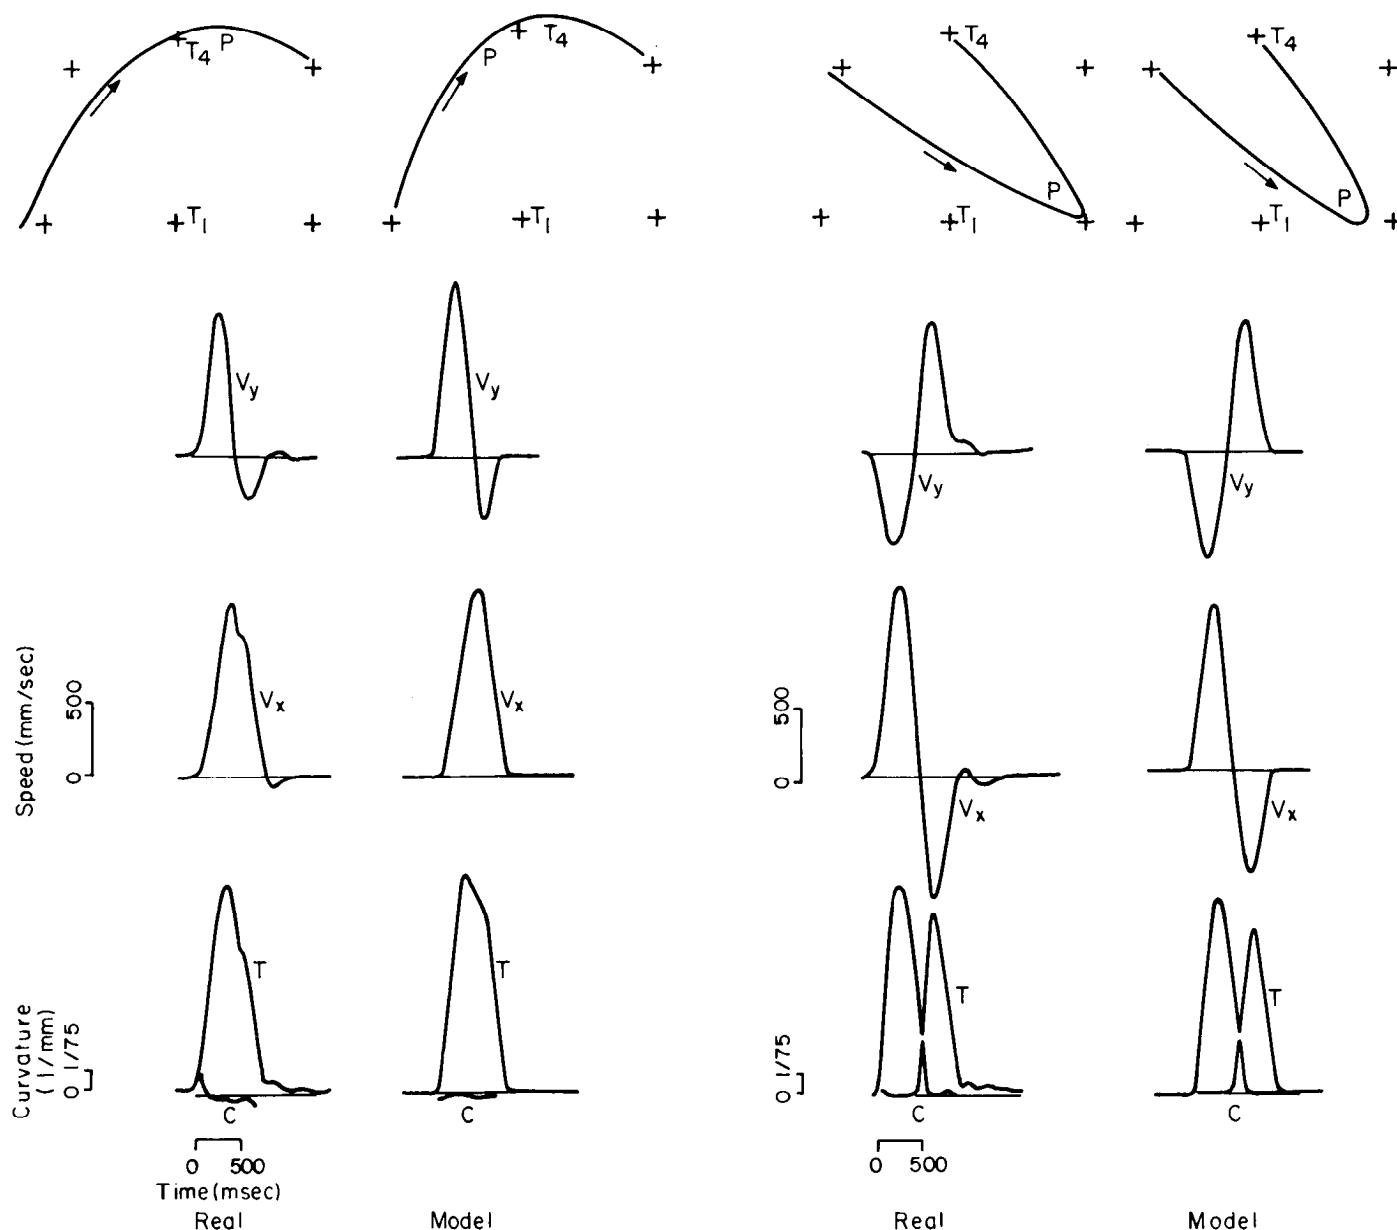 T4 P
T1
P T4
T1
T4
P
T1
T4
P
T1
Vy
Vy
Vy
Vy
Speed (mm/sec)
0 500
Vx
Vx
0 500
Vx
Vx
Curvature
(1/mm)
0 1/75
T
C
T
C
0 1/75
T
C
T
C
0 500
Time (msec)
0 500
Real
Model
Real
Model